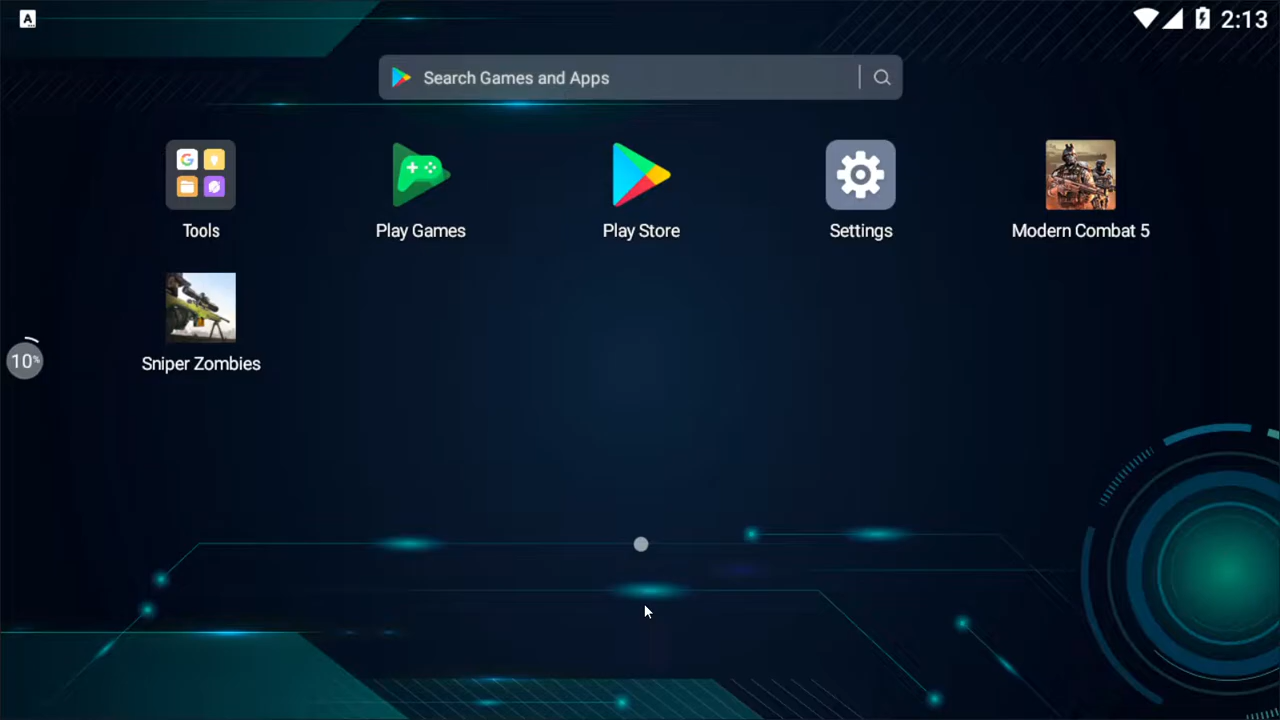 A
2:13
Search Games and Apps
Tools
Play Games
Play Store
Settings
Modern Combat 5
Sniper Zombies
10%